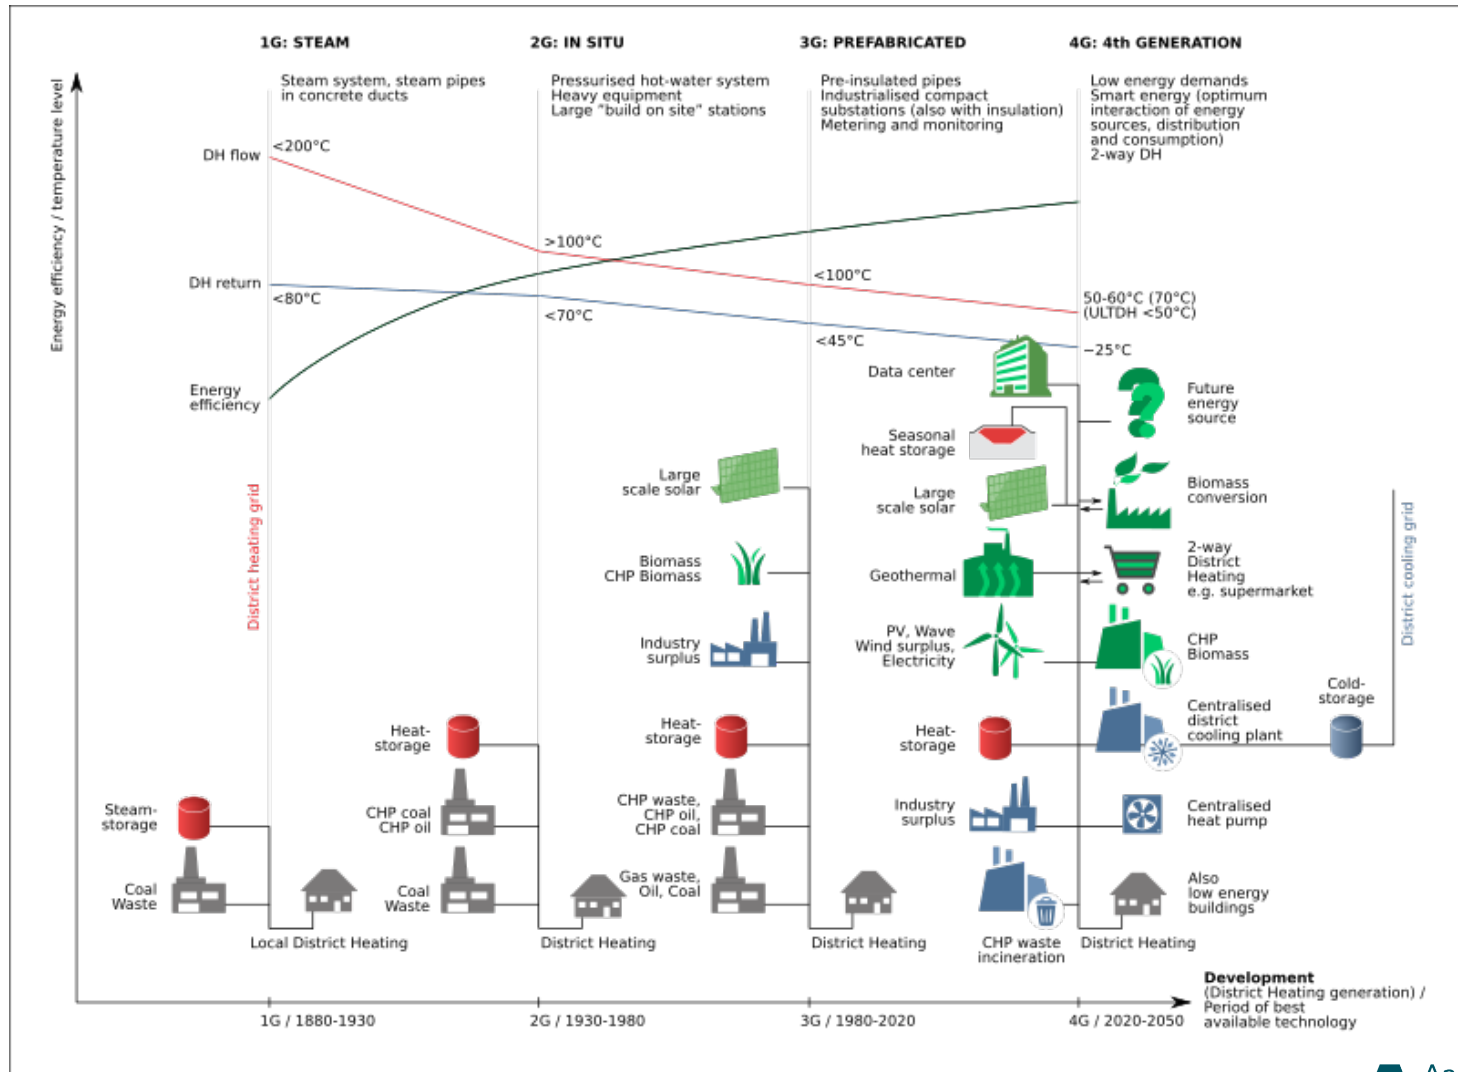 1G: STEAM
2G: IN SITU
3G: PREFABRICATED
4G: 4th GENERATION
Steam system, steam pipes
in concrete ducts
Pressurised hot-water system
Heavy equipment
Large "build on site" stations
Pre-insulated pipes
Industrialised compact
substations (also with insulation)
Metering and monitoring
Low energy demands
Smart energy (optimum
interaction of energy
sources, distribution
and consumption)
2-way DH
Energy efficiency / temperature level
DH flow
<200°C
>100°C
<100°C
50-60°C (70°C)
(ULTDH <50°C)
DH return
<80°C
<70°C
<45°C
~25°C
Energy
efficiency
District heating grid
Data center
Future
energy
source
Seasonal
heat storage
Large
scale solar
Large
scale solar
Biomass
conversion
Biomass
CHP Biomass
Geothermal
2-way
District
Heating
e.g. supermarket
District cooling grid
Industry
surplus
PV, Wave
Wind surplus,
Electricity
CHP
Biomass
Cold-
storage
Heat-
storage
Heat-
storage
Heat-
storage
Centralised
district
cooling plant
Steam-
storage
CHP coal
CHP oil
CHP waste,
CHP oil,
CHP coal
Industry
surplus
Centralised
heat pump
Coal
Waste
Coal
Waste
Gas waste,
Oil, Coal
Also
low energy
buildings
Local District Heating
District Heating
District Heating
CHP waste
incineration
District Heating
Development
(District Heating generation) /
Period of best
available technology
1G / 1880-1930
2G / 1930-1980
3G / 1980-2020
4G / 2020-2050